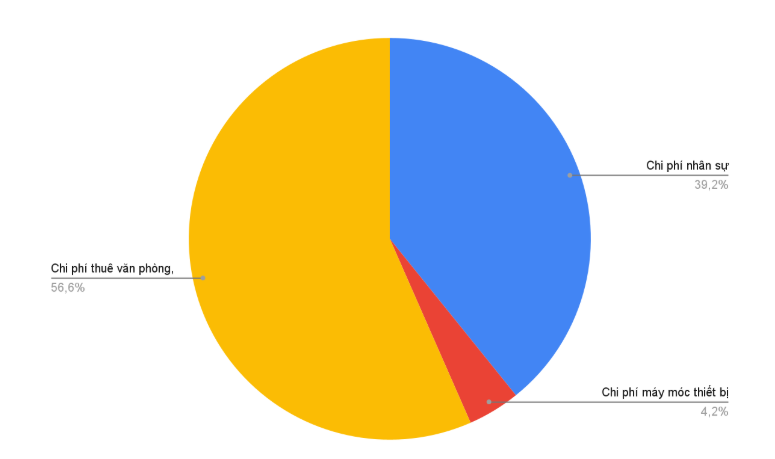 Chi phí nhân sự
39,2%
Chi phí thuê văn phòng,
56,6%
Chi phí máy móc thiết bị
4,2%